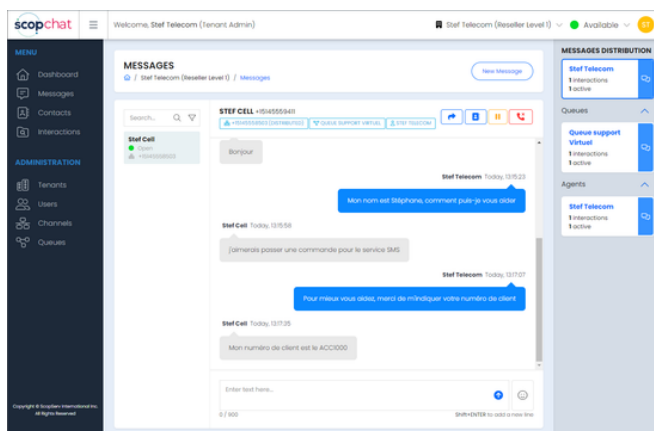 scopchat
Welcome, Stef Telecom (Tenant Admin)
Stef Telecom (Reseller Level 1)
Available
ST
MENU
Dashboard
Messages
Contacts
Interactions
ADMINISTRATION
Tenants
Users
Channels
Queues
Copyright © ScopServ International Inc.
All Rights Reserved
MESSAGES
/ Stef Telecom (Reseller Level 1) / Messages
New Message
Search...
Stef Cell
Open
STEF CELL +15145559411
QUEUE SUPPORT VIRTUEL
STEF TELECOM
Bonjour
Stef Telecom Today, 13:15:23
Mon nom est Stéphane, comment puis-je vous aider
Stef Cell Today, 13:15:58
j'aimerais passer une commande pour le service SMS
Stef Telecom Today, 13:17:07
Pour mieux vous aidez, merci de m'indiquer votre numéro de client
Stef Cell Today, 13:17:35
Mon numéro de client est le ACC1000
Enter text here...
0 / 900
Shift+ENTER to add a new line
MESSAGES DISTRIBUTION
Stef Telecom
1 interactions
1 active
Queues
Queue support
Virtuel
1 interactions
1 active
Agents
Stef Telecom
1 interactions
1 active